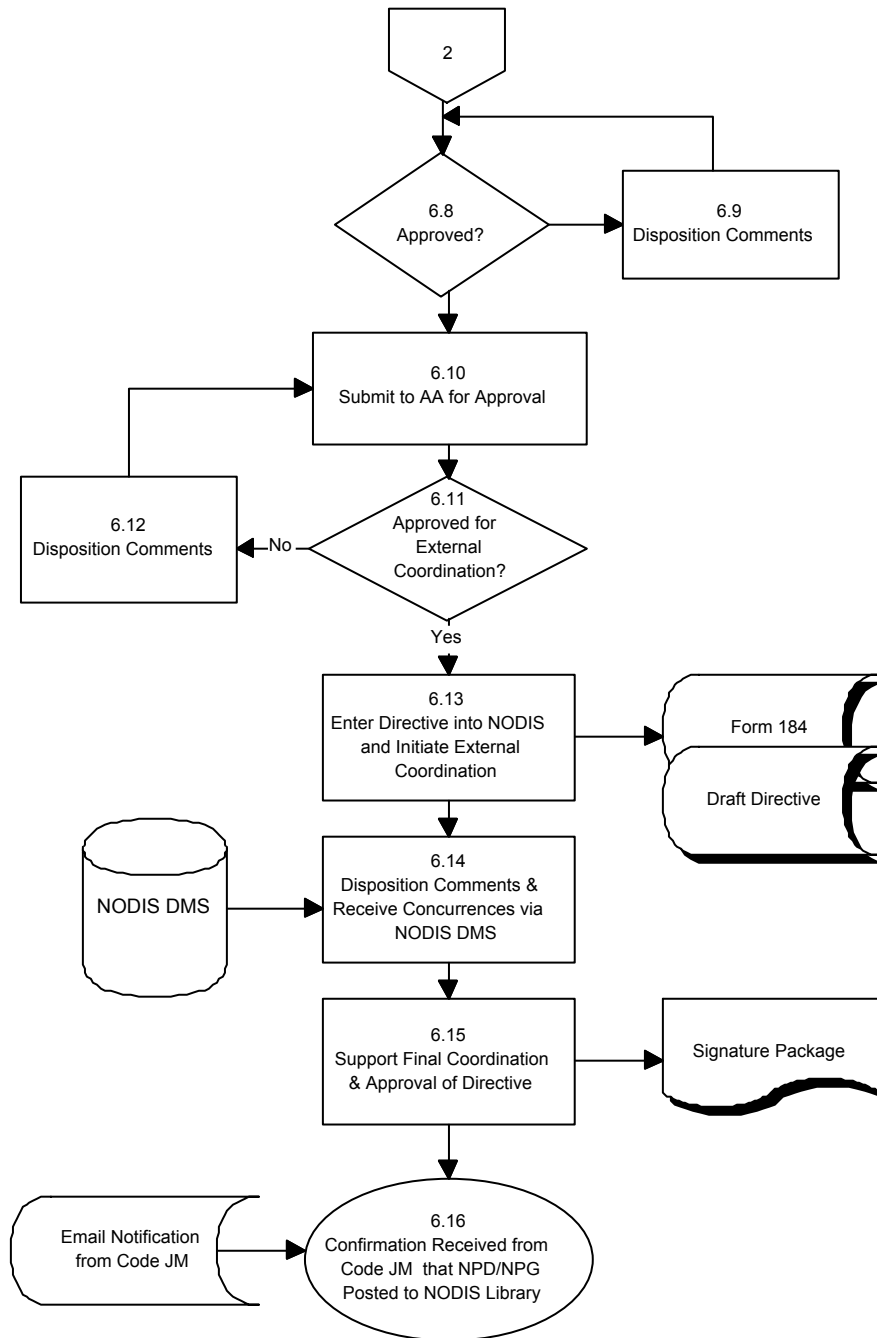 2
6.8
Approved?
6.9
Disposition Comments
6.10
Submit to AA for Approval
6.11
Approved for
External
Coordination?
No
6.12
Disposition Comments
Yes
6.13
Enter Directive into NODIS
and Initiate External
Coordination
Form 184
Draft Directive
NODIS DMS
6.14
Disposition Comments &
Receive Concurrences via
NODIS DMS
6.15
Support Final Coordination
& Approval of Directive
Signature Package
Email Notification
from Code JM
6.16
Confirmation Received from
Code JM that NPD/NPG
Posted to NODIS Library